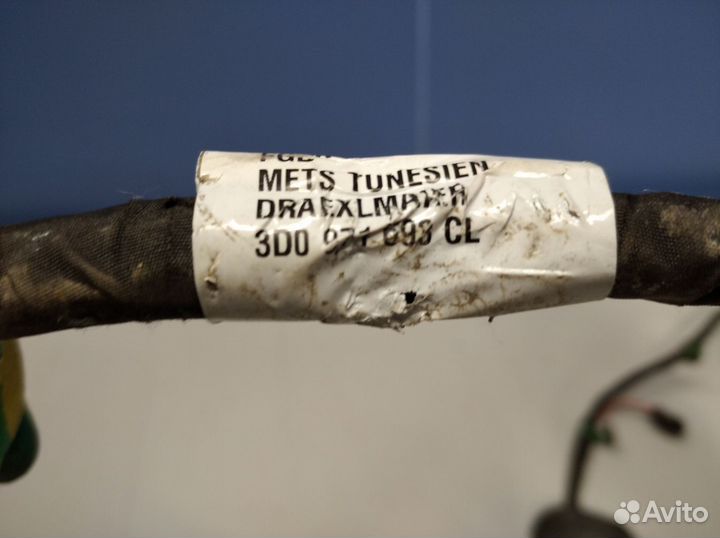 METS TUNESIEN
DRAEXLMAIER
3D0 971 693 CL
Avito